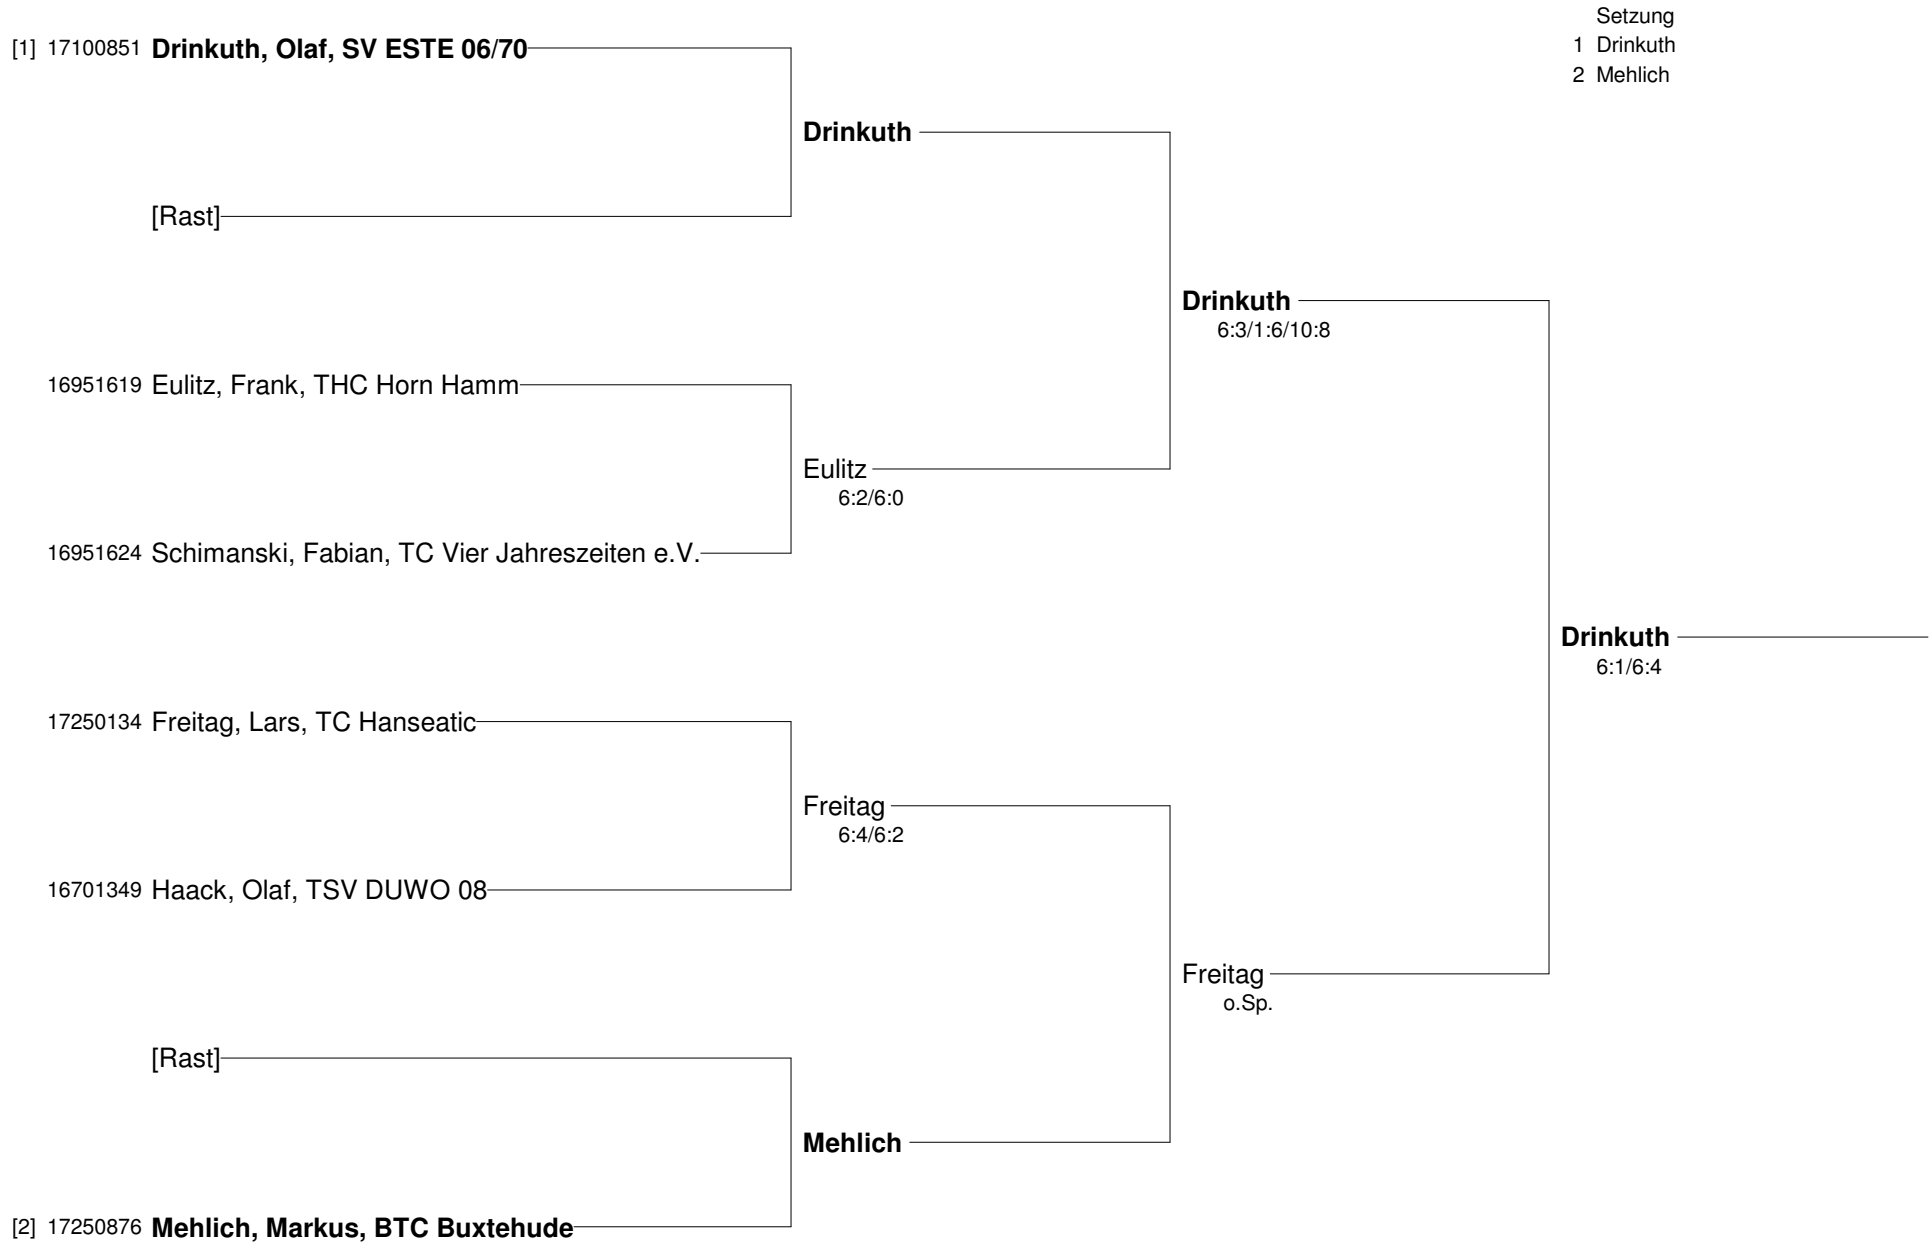 Setzung
1 Drinkuth
2 Mehlich
[1] 17100851 Drinkuth, Olaf, SV ESTE 06/70
Drinkuth
[Rast]
Drinkuth
6:3/1:6/10:8
16951619 Eulitz, Frank, THC Horn Hamm
Eulitz
6:2/6:0
16951624 Schimanski, Fabian, TC Vier Jahreszeiten e.V.
Drinkuth
6:1/6:4
17250134 Freitag, Lars, TC Hanseatic
Freitag
6:4/6:2
16701349 Haack, Olaf, TSV DUWO 08
Freitag
o.Sp.
[Rast]
Mehlich
[2] 17250876 Mehlich, Markus, BTC Buxtehude